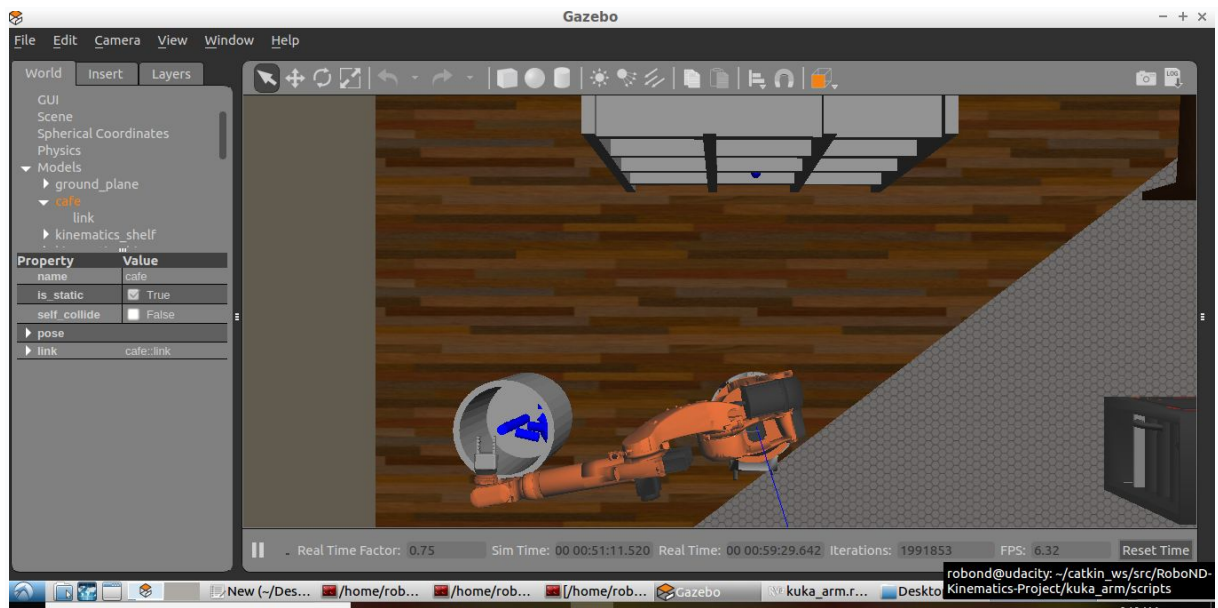 Gazebo
File Edit Camera View Window Help
World Insert Layers
LOG
GUI
Scene
Spherical Coordinates
Physics
Models
ground_plane
cafe
link
kinematics_shelf
Property Value
name cafe
is_static True
self_collide False
pose
link cafe::link
Real Time Factor: 0.75 Sim Time: 00 00:51:11.520 Real Time: 00 00:59:29.642 Iterations: 1991853 FPS: 6.32 Reset Time
robond@udacity: ~/catkin_ws/src/RoboND-
Kinematics-Project/kuka_arm/scripts
New (~/Des... /home/rob... /home/rob... [/home/rob... Gazebo kuka_arm.r... Deskto